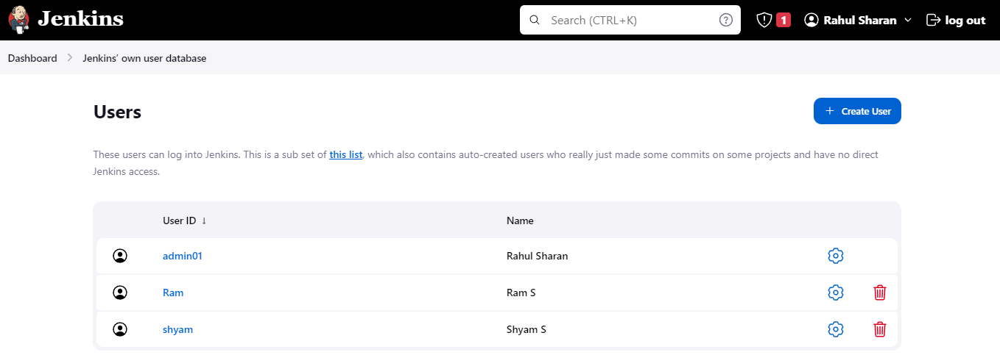 Jenkins
Search (CTRL+K)
?
1
Rahul Sharan
log out
Dashboard
Jenkins’ own user database
Users
+ Create User
These users can log into Jenkins. This is a sub set of this list, which also contains auto-created users who really just made some commits on some projects and have no direct
Jenkins access.
User ID ↓ Name
admin01 Rahul Sharan
Ram Ram S
shyam Shyam S